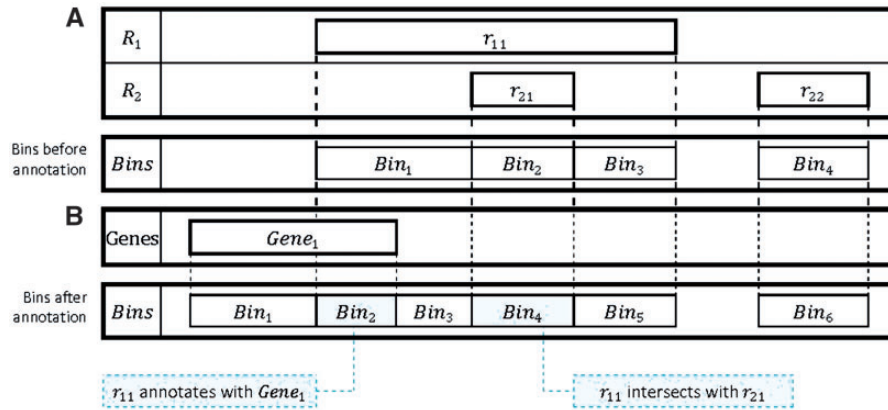 A
R₁ r₁₁
R₂ r₂₁ r₂₂
Bins before
annotation
Bins Bin₁ Bin₂ Bin₃ Bin₄
B
Genes Gene₁
Bins after
annotation
Bins Bin₁ Bin₂ Bin₃ Bin₄ Bin₅ Bin₆
r₁₁ annotates with Gene₁ r₁₁ intersects with r₂₁